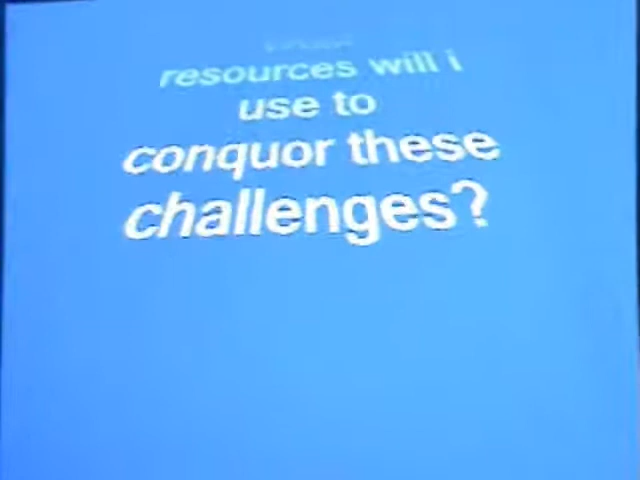 resources will i
use to
conquor these
challenges?